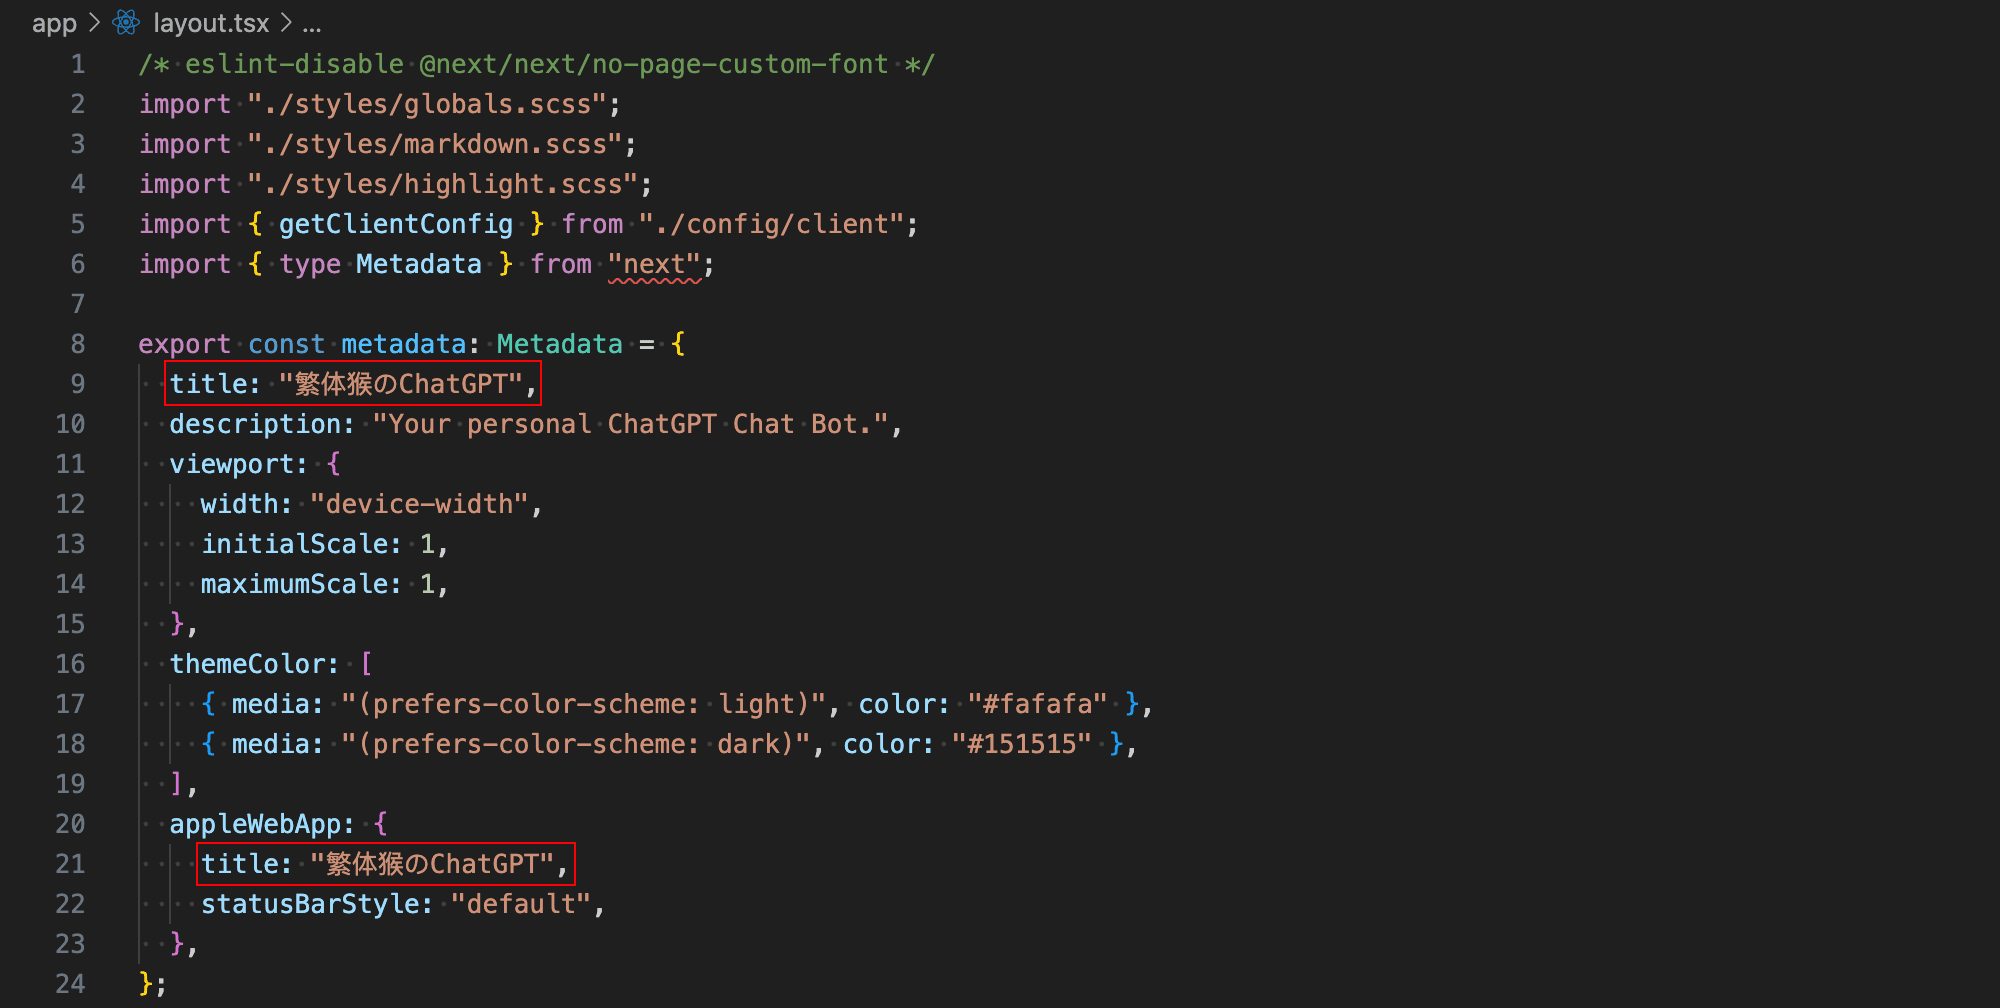 app > layout.tsx > ...
1 /* eslint-disable @next/next/no-page-custom-font */
2 import "./styles/globals.scss";
3 import "./styles/markdown.scss";
4 import "./styles/highlight.scss";
5 import { getClientConfig } from "./config/client";
6 import { type Metadata } from "next";
7
8 export const metadata: Metadata = {
9   title: "繁体猴のChatGPT",
10   description: "Your personal ChatGPT Chat Bot.",
11   viewport: {
12     width: "device-width",
13     initialScale: 1,
14     maximumScale: 1,
15   },
16   themeColor: [
17     { media: "(prefers-color-scheme: light)", color: "#fafafa" },
18     { media: "(prefers-color-scheme: dark)", color: "#151515" },
19   ],
20   appleWebApp: {
21     title: "繁体猴のChatGPT",
22     statusBarStyle: "default",
23   },
24 };